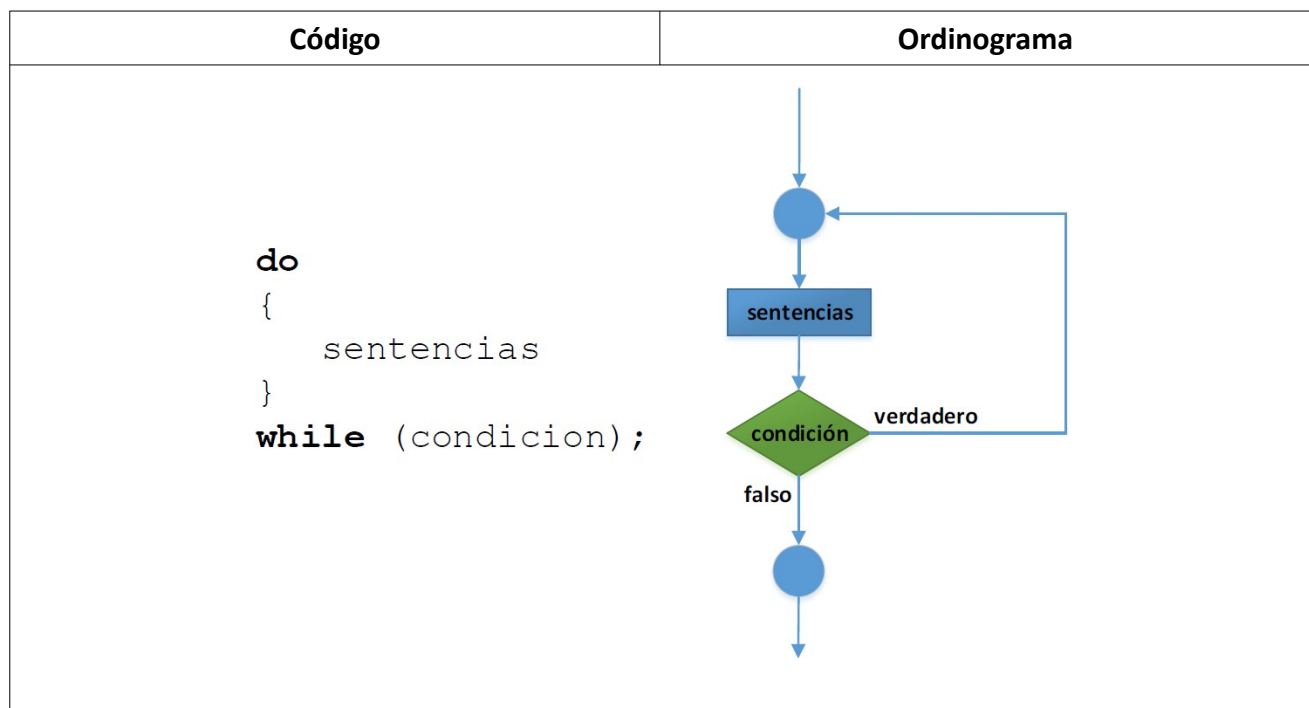 Código
Ordinograma
do
{
sentencias
}
while (condicion);
sentencias
condición
verdadero
falso